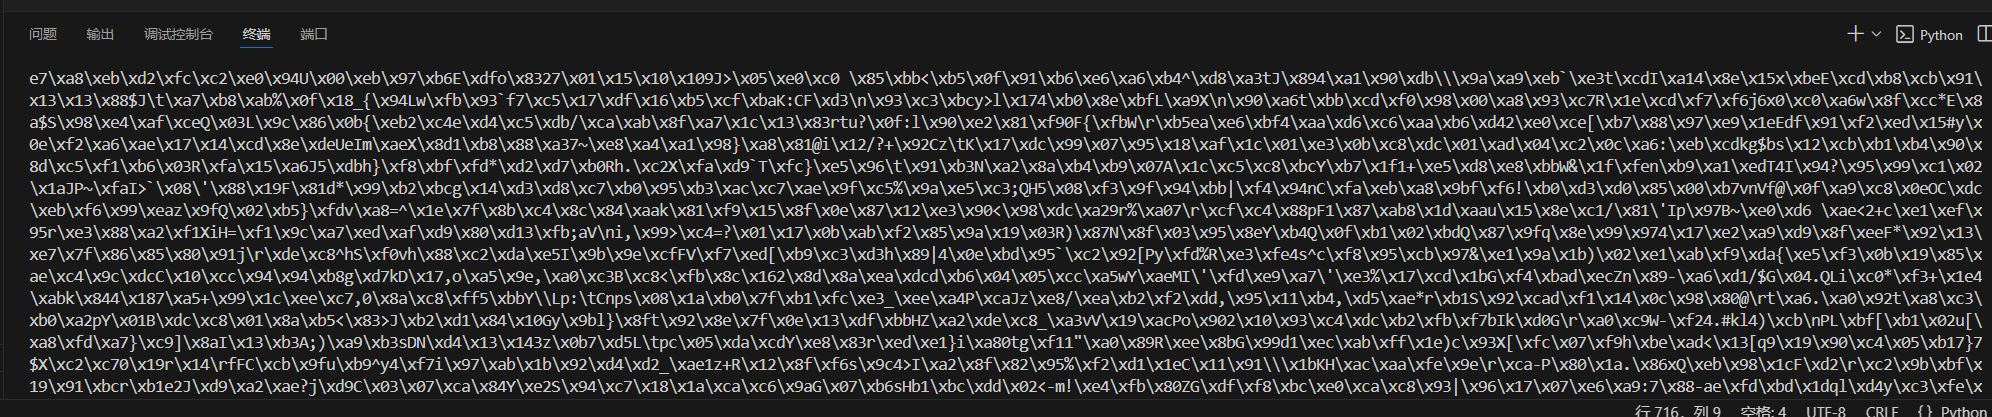 问题 输出 调试控制台 终端 端口
Python
e7\xa8\xeb\xd2\xfc\xc2\xe0\x94U\x00\xeb\x97\xb6E\xdfo\x8327\x01\x15\x10\x109J>\x05\xe0\xc0 \x85\xbb<\xb5\x0f\x91\xb6\xe6\xa6\xb4^\xd8\xa3tJ\x894\xa1\x90\xdb\\\x9a\xa9\xeb`\xe3t\xcdI\xa14\x8e\x15x\xbeE\xcd\xb8\xcb\x91\
x13\x13\x88$J\t\xa7\xb8\xab%\x0f\x18_{\x94Lw\xfb\x93`f7\xc5\x17\xdf\x16\xb5\xcf\xbaK:CF\xd3\n\x93\xc3\xbcy>l\x174\xb0\x8e\xbfL\xa9X\n\x90\xa6t\xbb\xcd\xf0\x98\x00\xa8\x93\xc7R\x1e\xcd\xf7\xf6j6x0\xc0\xa6w\x8f\xcc*E\x8
a$S\x98\xe4\xaf\xceQ\x03L\x9c\x86\x0b{\xeb2\xc4e\xd4\xc5\xdb/\xca\xab\x8f\xa7\x1c\x13\x83rtu?\x0f:l\x90\xe2\x81\xf90F{\xfbW\r\xb5ea\xe6\xbf4\xaa\xd6\xc6\xaa\xb6\xd42\xe0\xce[\xb7\x88\x97\xe9\x1eEdf\x91\xf2\xed\x15#y\x
0e\xf2\xa6\xae\x17\x14\xcd\x8e\xdeUeIm\xaeX\x8d1\xb8\x88\xa37~\xe8\xa4\xa1\x98}\xa8\x81@i\x12/?+\x92Cz\tK\x17\xdc\x99\x07\x95\x18\xaf\x1c\x01\xe3\x0b\xc8\xdc\x01\xad\x04\xc2\x0c\xa6:\xeb\xcdkg$bs\x12\xcb\xb1\xb4\x90\x
8d\xc5\xf1\xb6\x03R\xfa\x15\xa6J5\xdbh}\xf8\xbf\xfd*\xd2\xd7\xb0Rh.\xc2X\xfa\xd9`T\xfc}\xe5\x96\t\x91\xb3N\xa2\x8a\xb4\xb9\x07A\x1c\xc5\xc8\xbcY\xb7\x1f1+\xe5\xd8\xe8\xbbW&\x1f\xfen\xb9\xa1\xedT4I\x94?\x95\x99\xc1\x02
\x1aJP~\xfaI>`\x08\'\x88\x19F\x81d*\x99\xb2\xbcg\x14\xd3\xd8\xc7\xb0\x95\xb3\xac\xc7\xae\x9f\xc5%\x9a\xe5\xc3;QH5\x08\xf3\x9f\x94\xbb|\xf4\x94nC\xfa\xeb\xa8\x9bf\xf6!\xb0\xd3\xd0\x85\x00\xb7vnVf@\x0f\xa9\xc8\x0eOC\xdc
\xeb\xf6\x99\xeaz\x9fQ\x02\xb5}\xfdv\xa8=^\x1e\x7f\x8b\xc4\x8c\x84\xaak\x81\xf9\x15\x8f\x0e\x87\x12\xe3\x90<\x98\xdc\xa29r%\xa07\r\xcf\xc4\x88pF1\x87\xab8\x1d\xaau\x15\x8e\xc1/\x81\'Ip\x97B~\xe0\xd6 \xae<2+c\xe1\xef\x
95r\xe3\x88\xa2\xf1XiH=\xf1\x9c\xa7\xed\xaf\xd9\x80\xd13\xfb;aV\ni,\x99>\xc4=?\x01\x17\x0b\xab\xf2\x85\x9a\x19\x03R)\x87N\x8f\x03\x95\x8eY\xb4Q\x0f\xb1\x02\xbdQ\x87\x9fq\x8e\x99\x974\x17\xe2\xa9\xd9\x8f\xeeF*\x92\x13\
xe7\x7f\x86\x85\x80\x91j\r\xde\xc8^hS\xf0vh\x88\xc2\xda\xe5I\x9b\x9e\xcfFV\xf7\xed[\xb9\xc3\xd3h\x89|4\x0e\xbd\x95`\xc2\x92[Py\xfd%R\xe3\xfe4s^c\xf8\x95\xcb\x97&\xe1\x9a\x1b)\x02\xe1\xab\xf9\xda{\xe5\xf3\x0b\x19\x85\x
ae\xc4\x9c\xdcC\x10\xcc\x94\x94\xb8g\xd7kD\x17,o\xa5\x9e,\xa0\xc3B\xc8<\xfb\x8c\x162\x8d\x8a\xea\xdcd\xb6\x04\x05\xcc\xa5wY\xaeMI\'\xfd\xe9\xa7\'\xe3%\x17\xcd\x1bG\xf4\xbad\xecZn\x89-\xa6\xd1/$G\x04.QLi\xc0*\xf3+\x1e4
\xabk\x844\x187\xa5+\x99\x1c\xee\xc7,0\x8a\xc8\xff5\xbbY\\Lp:\tCnps\x08\x1a\xb0\x7f\xb1\xfc\xe3_\xee\xa4P\xcaJz\xe8/\xea\xb2\xf2\xdd,\x95\x11\xb4,\xd5\xae*r\xb1S\x92\xcad\xf1\x14\x0c\x98\x80@\rt\xa6.\xa0\x92t\xa8\xc3\
xb0\xa2pY\x01B\xdc\xc8\x01\x8a\xb5<\x83>J\xb2\xd1\x84\x10Gy\x9bl}\x8ft\x92\x8e\x7f\x0e\x13\xdf\xbbHZ\xa2\xde\xc8_\xa3vV\x19\xacPo\x902\x10\x93\xc4\xdc\xb2\xfb\xf7bIk\xd0G\r\xa0\xc9W-\xf24.#kl4)\xcb\nPL\xbf[\xb1\x02u[\
xa8\xfd\xa7}\xc9]\x8aI\x13\xb3A;)\xa9\xb3sDN\xd4\x13\x143z\x0b7\xd5L\tpc\x05\xda\xcdY\xe8\x83r\xed\xe1}i\xa80tg\xf11"\xa0\x89R\xee\x8bG\x99d1\xec\xab\xff\x1e)c\x93X[\xfc\x07\xf9h\xbe\xad<\x13[q9\x19\x90\xc4\x05\xb17}7
$X\xc2\xc70\x19r\x14\rfFC\xcb\x9fu\xb9^y4\xf7i\x97\xab\x1b\x92\xd4\xd2_\xae1z+R\x12\x8f\xf6s\x9c4>I\xa2\x8f\x82\x95%\xf2\xd1\x1eC\x11\x91\\\x1bKH\xac\xaa\xfe\x9e\r\xca-P\x80\x1a.\x86xQ\xeb\x98\x1cF\xd2\r\xc2\x9b\xbf\x
19\x91\xbcr\xb1e2J\xd9\xa2\xae?j\xd9C\x03\x07\xca\x84Y\xe2S\x94\xc7\x18\x1a\xca\xc6\x9aG\x07\xb6sHb1\xbc\xdd\x02<-m!\xe4\xfb\x80ZG\xdf\xf8\xbc\xe0\xca\xc8\x93|\x96\x17\x07\xe6\xa9:7\x88-ae\xfd\xbd\x1dql\xd4y\xc3\xfe\x
行 716，列 9 空格: 4 UTF-8 CRLF {} Python